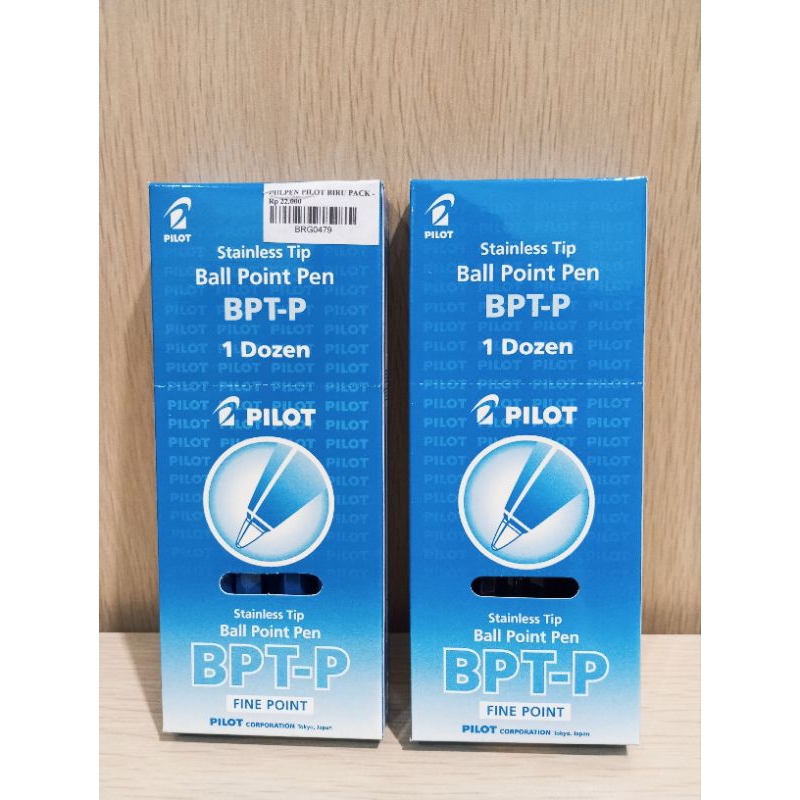 PULPEN PILOT BIRU PACK -
Rp 22.000
BRG0479
PILOT
Stainless Tip
Ball Point Pen
BPT-P
1 Dozen
PILOT
Stainless Tip
Ball Point Pen
BPT-P
FINE POINT
PILOT CORPORATION Tokyo, Japan
PILOT
Stainless Tip
Ball Point Pen
BPT-P
1 Dozen
PILOT
Stainless Tip
Ball Point Pen
BPT-P
FINE POINT
PILOT CORPORATION Tokyo, Japan